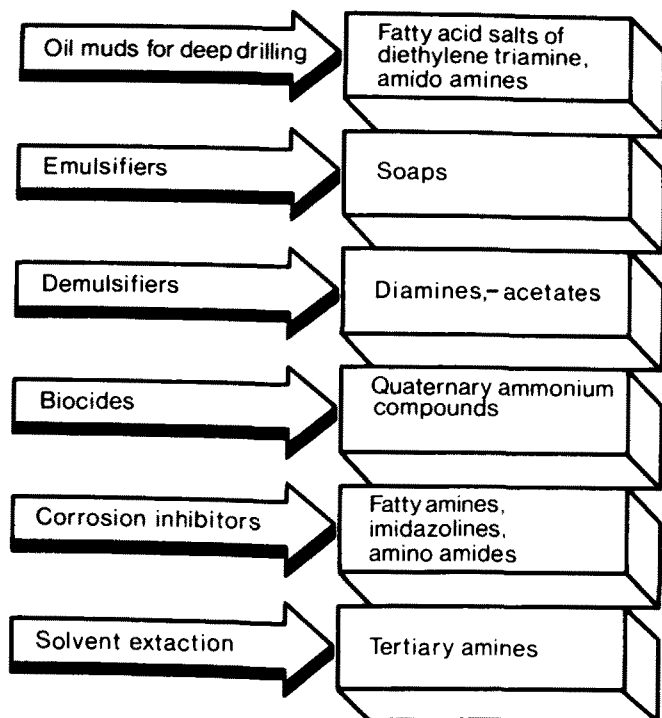 Oil muds for deep drilling
Fatty acid salts of
diethylene triamine,
amido amines
Emulsifiers
Soaps
Demulsifiers
Diamines,-acetates
Biocides
Quaternary ammonium
compounds
Corrosion inhibitors
Fatty amines,
imidazolines,
amino amides
Solvent extaction
Tertiary amines